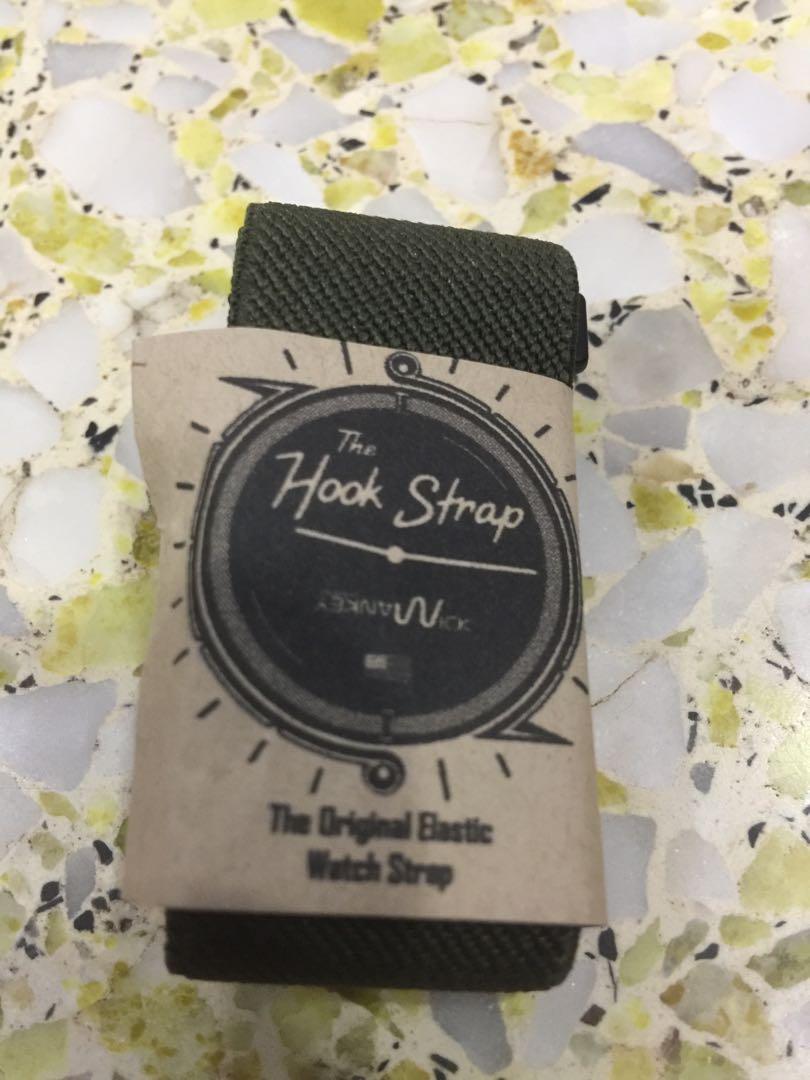 The
Hook Strap
The Original Elastic
Watch Strap